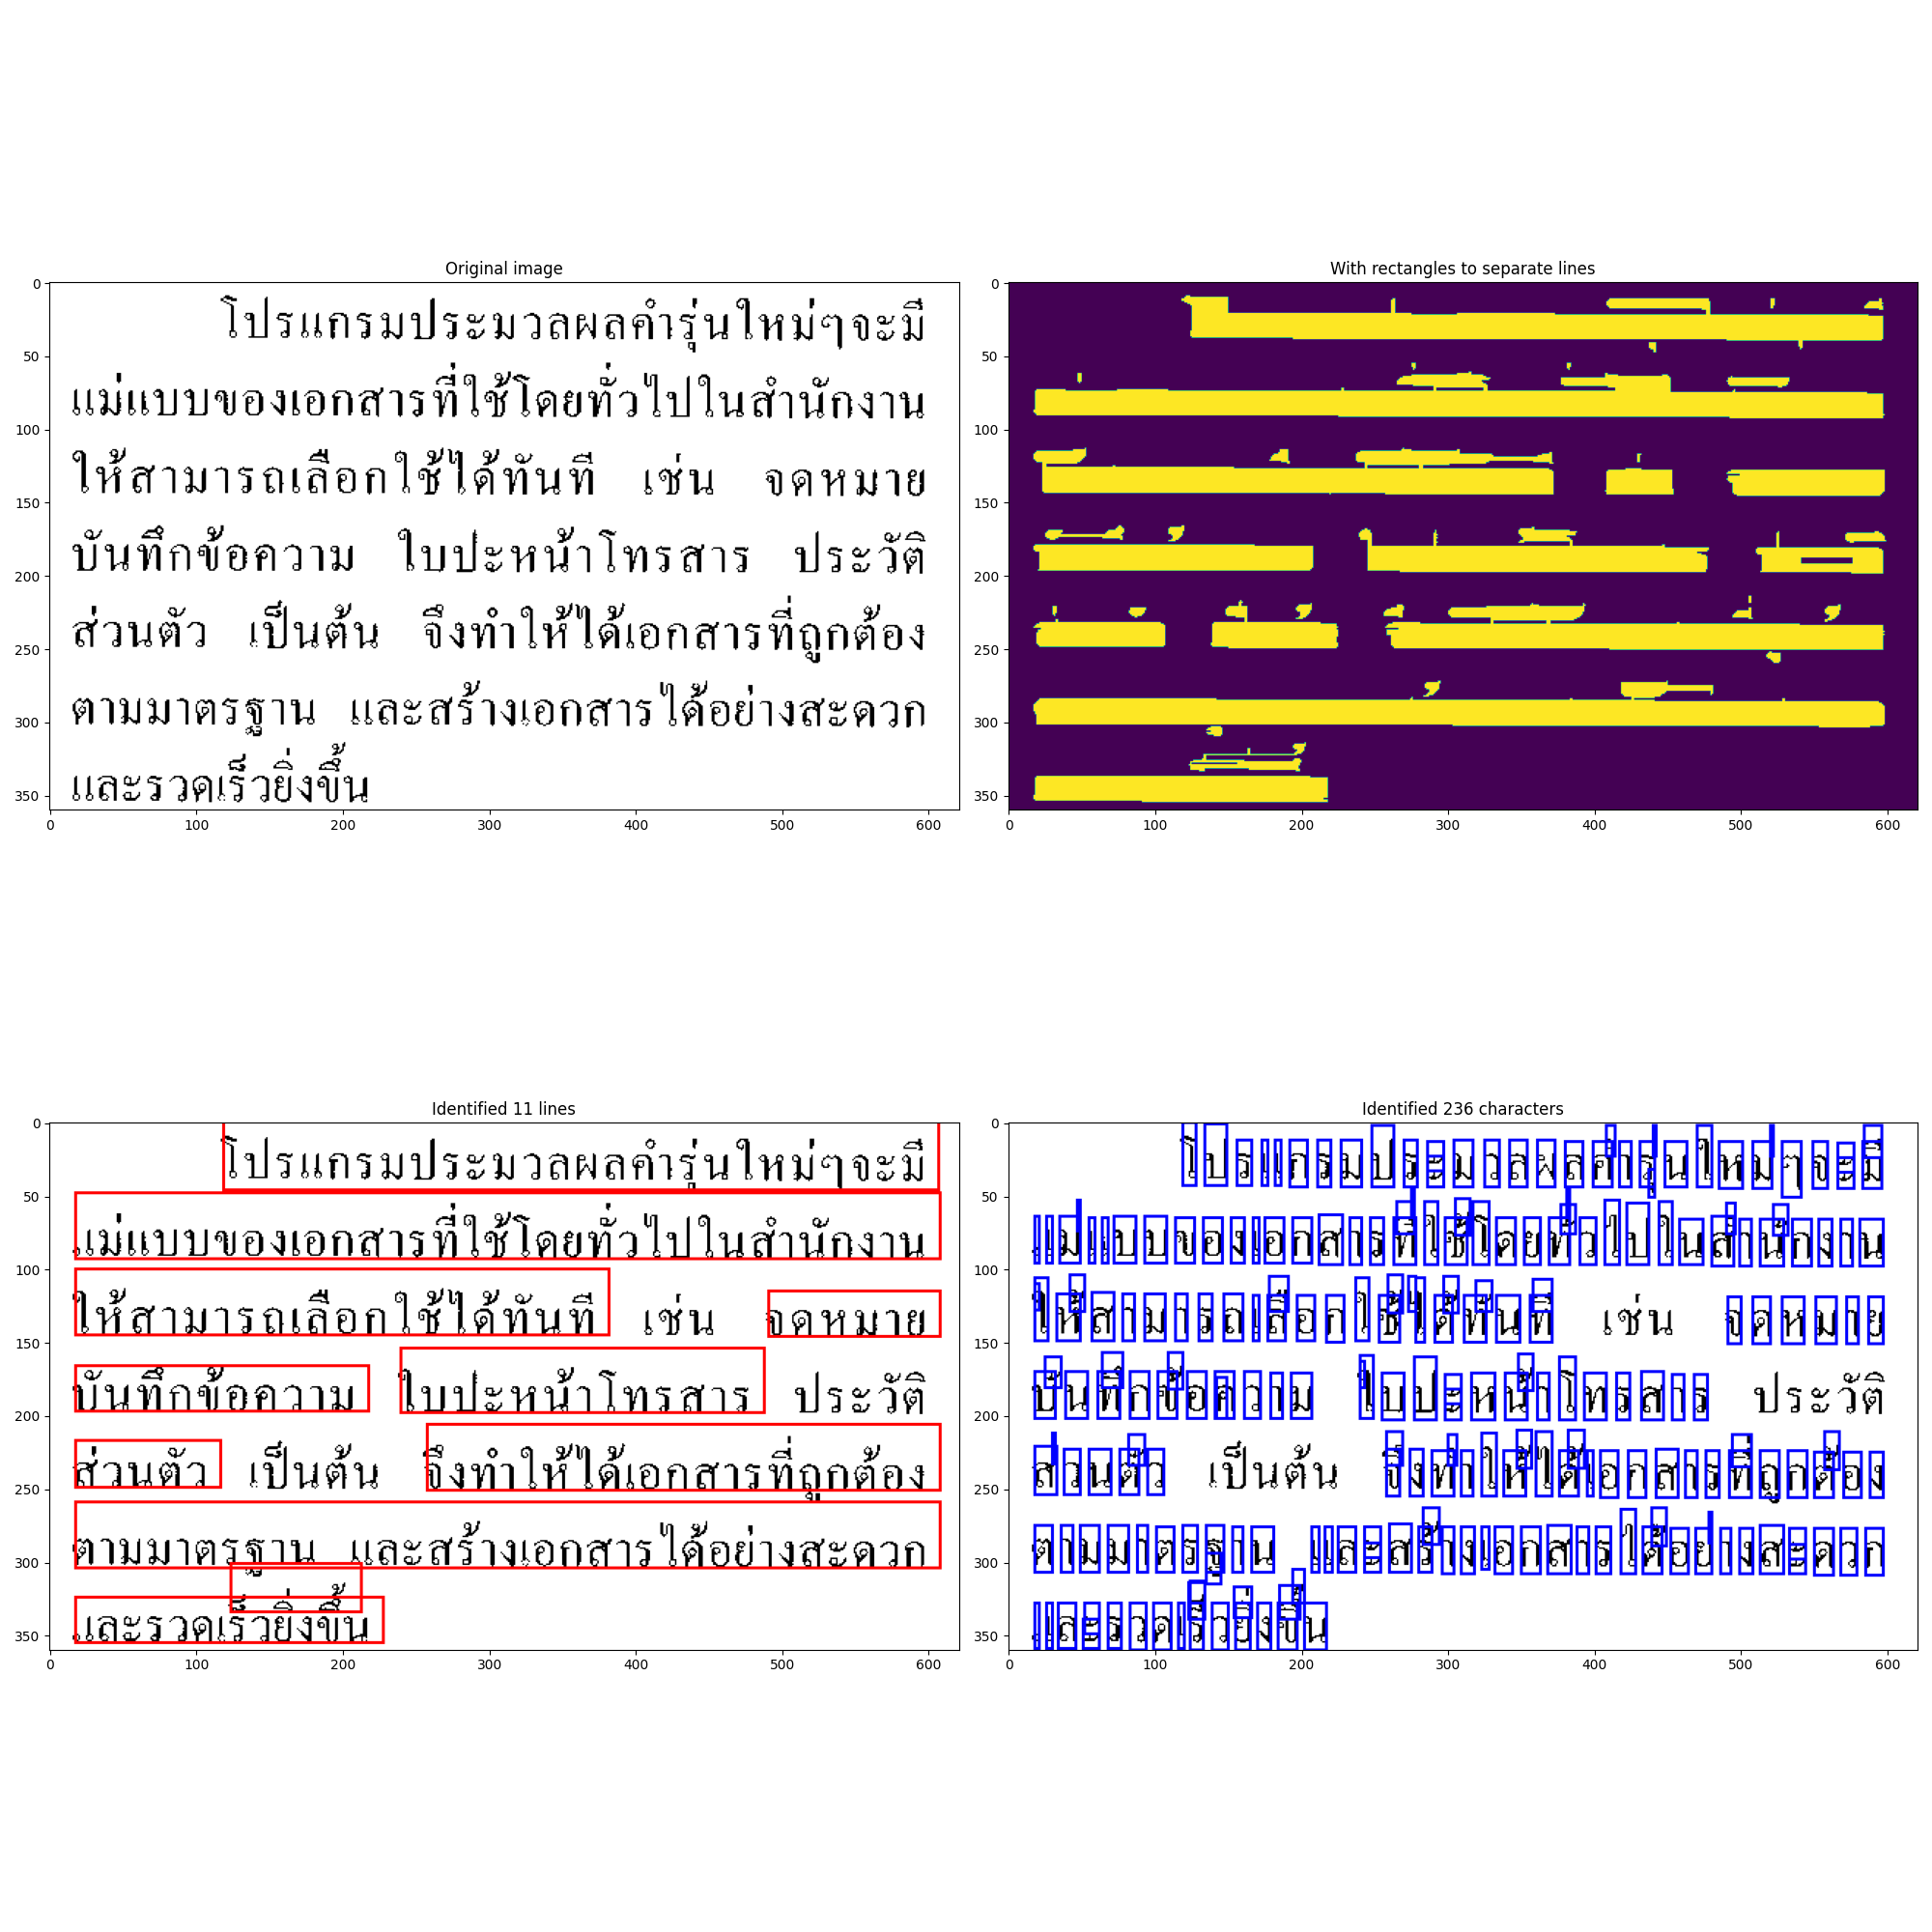 Original image
โปรแกรมประมวลผลคำรุ่นใหม่ๆจะมี
แม่แบบของเอกสารที่ใช้โดยทั่วไปในสำนักงาน
ให้สามารถเลือกใช้ได้ทันที เช่น จดหมาย
บันทึกข้อความ ใบปะหน้าโทรสาร ประวัติ
ส่วนตัว เป็นต้น จึงทำให้ได้เอกสารที่ถูกต้อง
ตามมาตรฐาน และสร้างเอกสารได้อย่างสะดวก
และรวดเร็วยิ่งขึ้น
0
50
100
150
200
250
300
350
0 100 200 300 400 500 600
With rectangles to separate lines
0
50
100
150
200
250
300
350
0 100 200 300 400 500 600
Identified 11 lines
โปรแกรมประมวลผลคำรุ่นใหม่ๆจะมี
แม่แบบของเอกสารที่ใช้โดยทั่วไปในสำนักงาน
ให้สามารถเลือกใช้ได้ทันที เช่น จดหมาย
บันทึกข้อความ ใบปะหน้าโทรสาร ประวัติ
ส่วนตัว เป็นต้น จึงทำให้ได้เอกสารที่ถูกต้อง
ตามมาตรฐาน และสร้างเอกสารได้อย่างสะดวก
และรวดเร็วยิ่งขึ้น
0
50
100
150
200
250
300
350
0 100 200 300 400 500 600
Identified 236 characters
โปรแกรมประมวลผลคำรุ่นใหม่ๆจะมี
แม่แบบของเอกสารที่ใช้โดยทั่วไปในสำนักงาน
ให้สามารถเลือกใช้ได้ทันที เช่น จดหมาย
บันทึกข้อความ ใบปะหน้าโทรสาร ประวัติ
ส่วนตัว เป็นต้น จึงทำให้ได้เอกสารที่ถูกต้อง
ตามมาตรฐาน และสร้างเอกสารได้อย่างสะดวก
และรวดเร็วยิ่งขึ้น
0
50
100
150
200
250
300
350
0 100 200 300 400 500 600